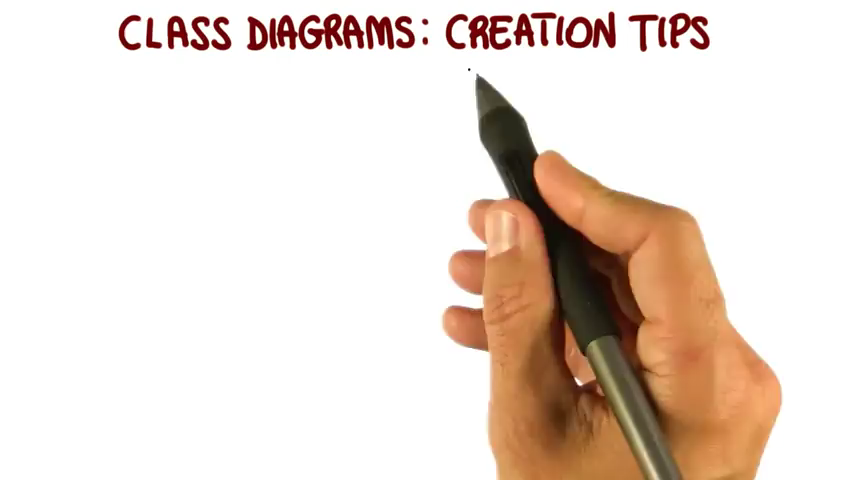 CLASS DIAGRAMS: CREATION TIPS